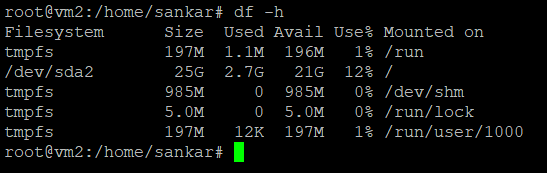 root@vm2:/home/sankar# df -h
Filesystem      Size  Used Avail Use% Mounted on
tmpfs           197M  1.1M  196M   1% /run
/dev/sda2        25G  2.7G   21G  12% /
tmpfs           985M     0  985M   0% /dev/shm
tmpfs           5.0M     0  5.0M   0% /run/lock
tmpfs           197M   12K  197M   1% /run/user/1000
root@vm2:/home/sankar#